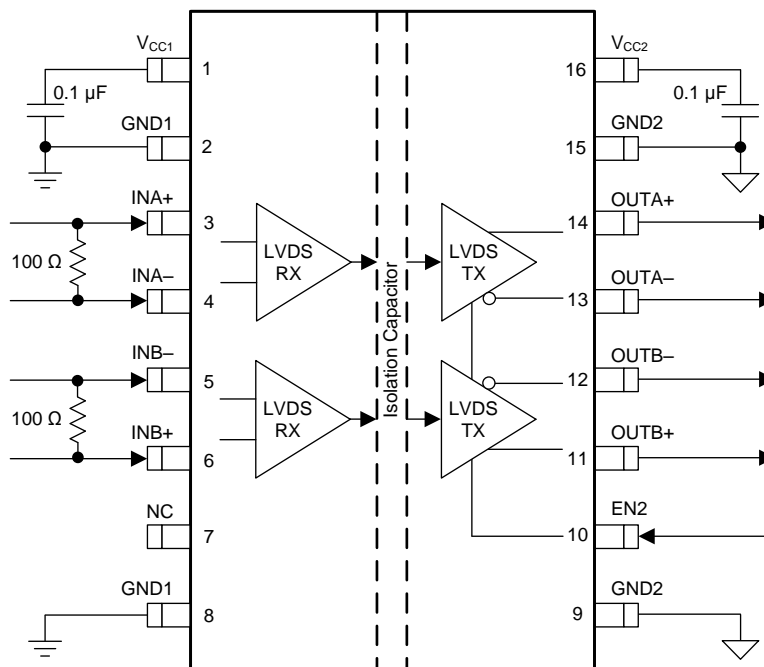 VCC1
1
0.1 µF
GND1
2
INA+
3
100 Ω
INA–
4
INB–
5
100 Ω
INB+
6
NC
7
GND1
8
LVDS
RX
LVDS
RX
Isolation Capacitor
LVDS
TX
LVDS
TX
VCC2
16
0.1 µF
GND2
15
OUTA+
14
OUTA–
13
OUTB–
12
OUTB+
11
EN2
10
GND2
9